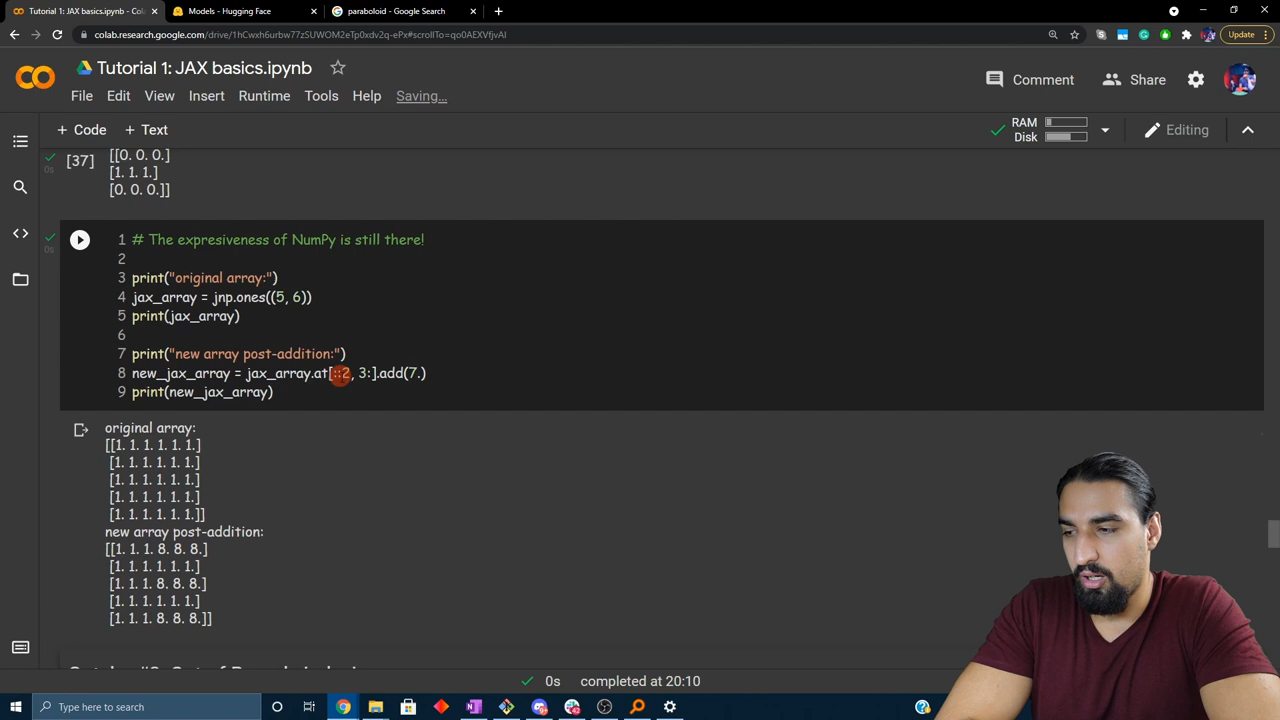 Tutorial 1: JAX basics.ipynb - Col
Models - Hugging Face
paraboloid - Google Search
colab.research.google.com/drive/1hCwxh6urbw77zSUWOM2eTp0xdv2q-ePx#scrollTo=qo0AEXVfjvAI
Update
Tutorial 1: JAX basics.ipynb
Comment
Share
File Edit View Insert Runtime Tools Help Saving...
+ Code + Text
RAM
Disk
Editing
[37]
0s
[[0. 0. 0.]
[1. 1. 1.]
[0. 0. 0.]]
0s
1 # The expresiveness of NumPy is still there!
2
3 print("original array:")
4 jax_array = jnp.ones((5, 6))
5 print(jax_array)
6
7 print("new array post-addition:")
8 new_jax_array = jax_array.at[::2, 3:].add(7.)
9 print(new_jax_array)
original array:
[[1. 1. 1. 1. 1. 1.]
[1. 1. 1. 1. 1. 1.]
[1. 1. 1. 1. 1. 1.]
[1. 1. 1. 1. 1. 1.]
[1. 1. 1. 1. 1. 1.]]
new array post-addition:
[[1. 1. 1. 8. 8. 8.]
[1. 1. 1. 1. 1. 1.]
[1. 1. 1. 8. 8. 8.]
[1. 1. 1. 1. 1. 1.]
[1. 1. 1. 8. 8. 8.]]
0s completed at 20:10
Type here to search